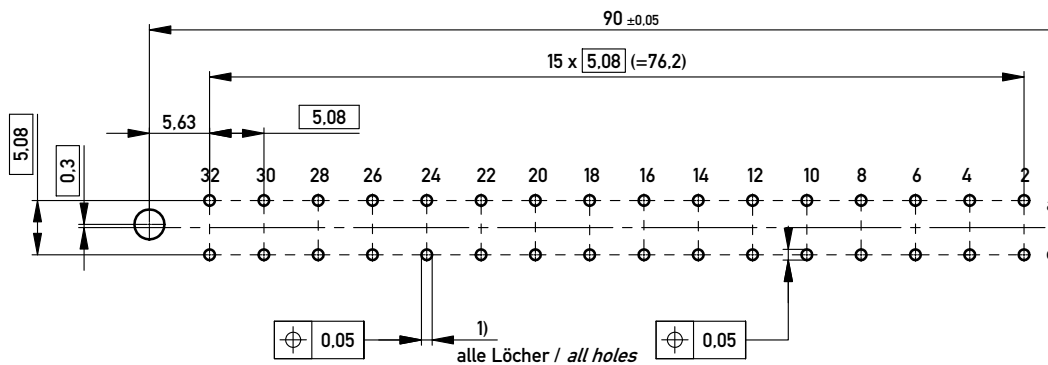 90 ±0,05
15 x 5,08 (=76,2)
5,63 5,08
5,08
0,3
32 30 28 26 24 22 20 18 16 14 12 10 8 6 4 2
0,05 1) 0,05
alle Löcher / all holes